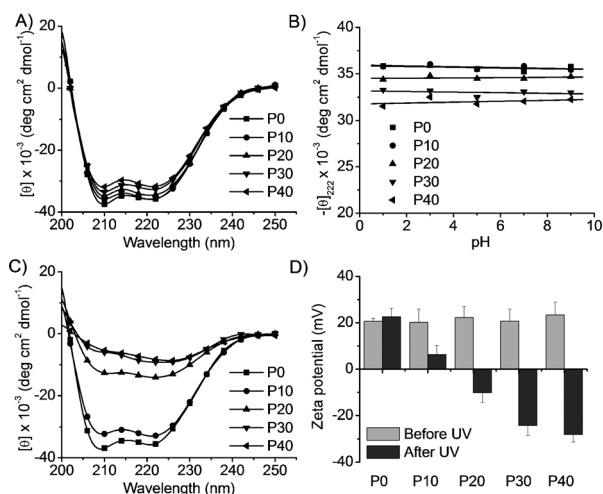 A)
[θ] x 10⁻³ (deg cm² dmol⁻¹)
20
0
-20
-40
200 210 220 230 240 250
Wavelength (nm)
P0
P10
P20
P30
P40
B)
-[θ]₂₂₂ x 10⁻³ (deg cm² dmol⁻¹)
40
35
30
25
20
0 2 4 6 8 10
pH
P0
P10
P20
P30
P40
C)
[θ] x 10⁻³ (deg cm² dmol⁻¹)
20
0
-20
-40
200 210 220 230 240 250
Wavelength (nm)
P0
P10
P20
P30
P40
D)
Zeta potential (mV)
40
20
0
-20
-40
-60
Before UV
After UV
P0 P10 P20 P30 P40